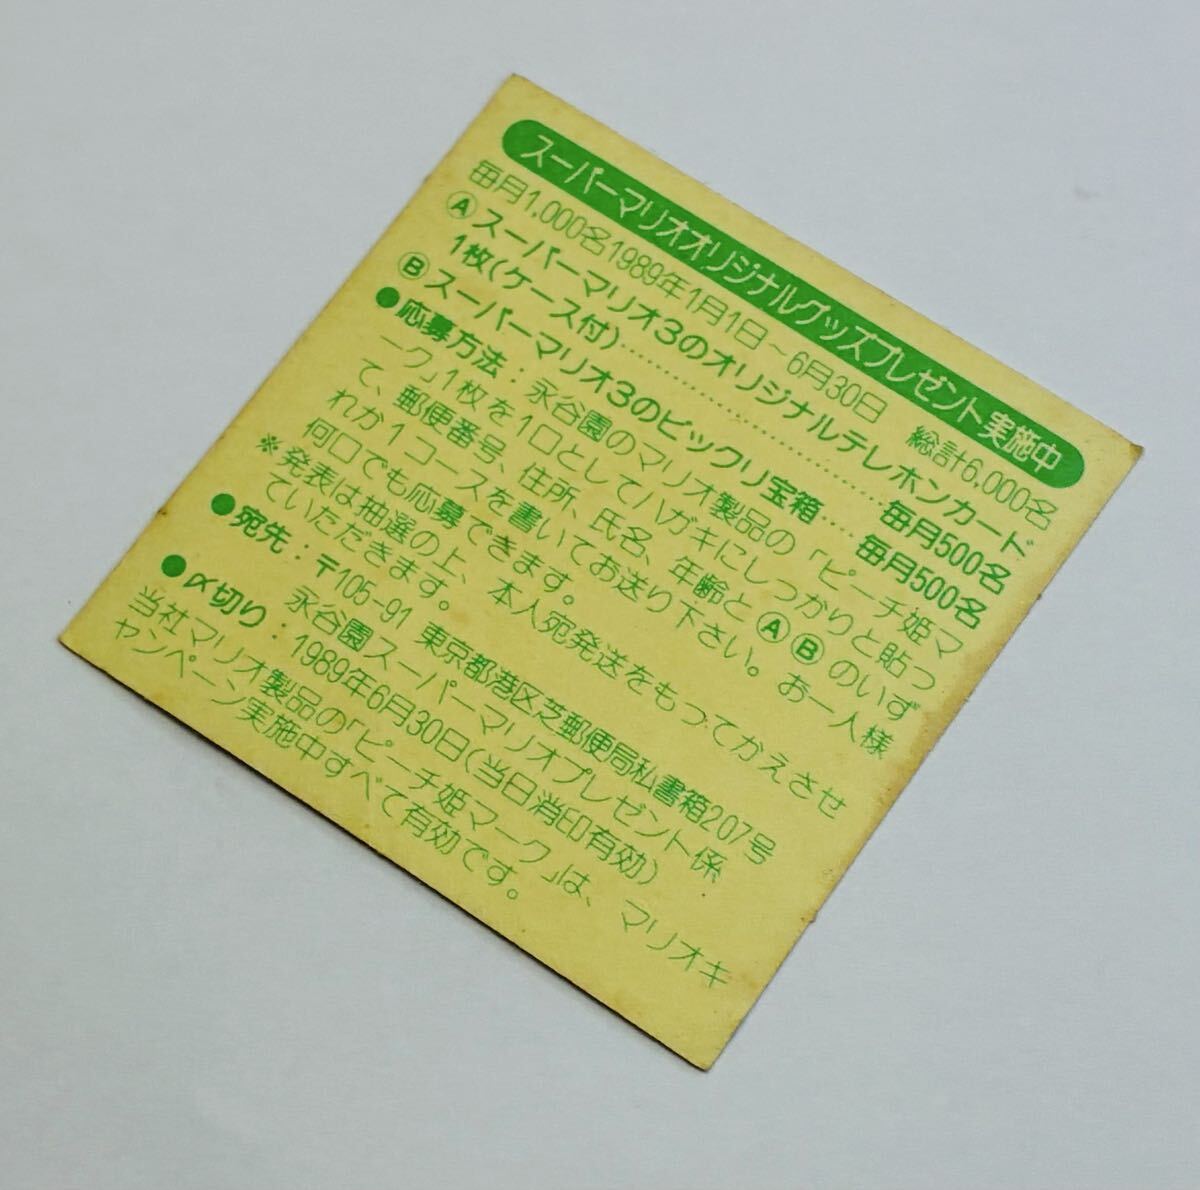 スーパーマリオオリジナルグッズプレゼント実施中
毎月1,000名1989年1月1日～6月30日 総計6,000名
Ⓐスーパーマリオ3のオリジナルテレホンカード
1枚(ケース付)……………………毎月500名
Ⓑスーパーマリオ3のビックリ宝箱…毎月500名
●応募方法：永谷園のマリオ製品の「ピーチ姫マ
ーク」1枚を1口としてハガキにしっかりと貼っ
て、郵便番号、住所、氏名、年齢とⒶⒷのいず
れか1コースを書いてお送り下さい。お一人様
何口でも応募できます。
※発表は抽選の上、本人宛発送をもってかえさせ
ていただきます。
●宛先：〒105-91 東京都港区芝郵便局私書箱207号
永谷園スーパーマリオプレゼント係
●〆切り：1989年6月30日(当日消印有効)
当社マリオ製品の「ピーチ姫マーク」は、マリオキ
ャンペーン実施中すべて有効です。